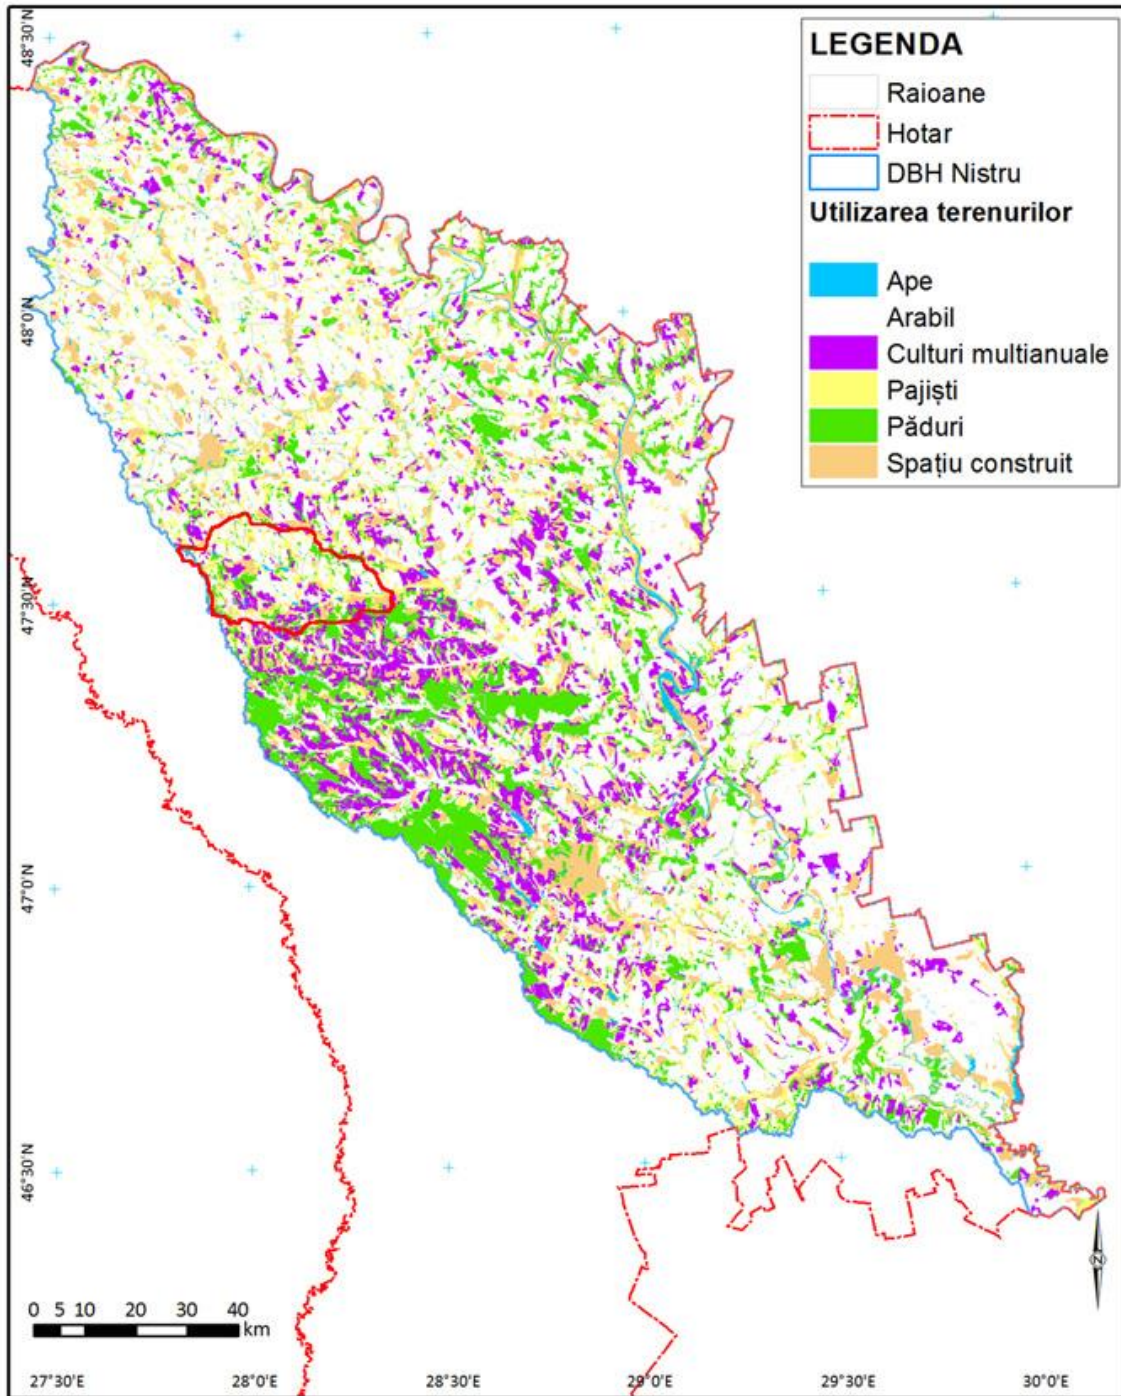 LEGENDA
Raioane
Hotar
DBH Nistru
Utilizarea terenurilor
Ape
Arabil
Culturi multianuale
Pajiști
Păduri
Spațiu construit
48°30'N
48°0'N
47°30'N
47°0'N
46°30'N
N
0 5 10 20 30 40
km
27°30'E 28°0'E 28°30'E 29°0'E 29°30'E 30°0'E